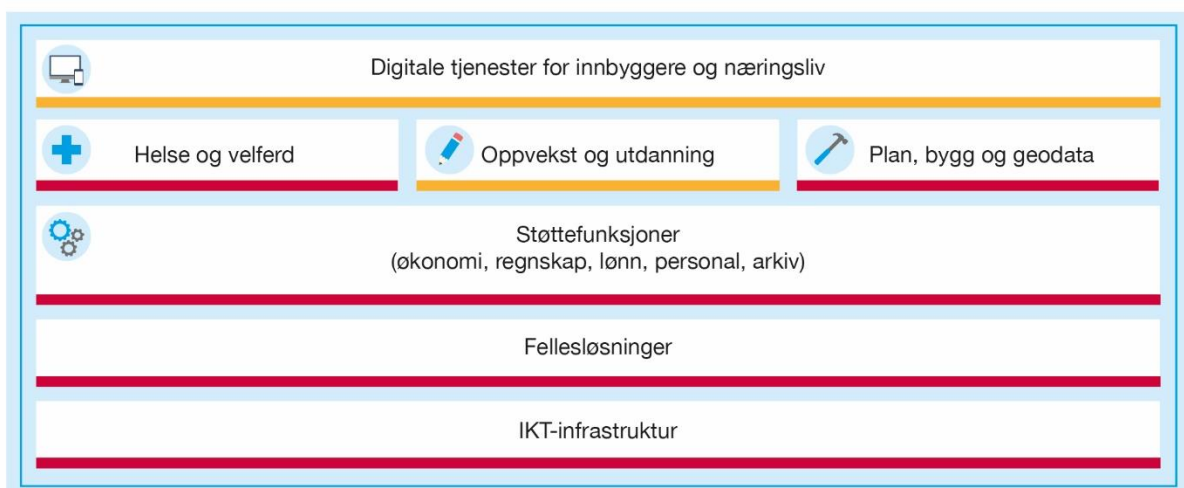 Digitale tjenester for innbyggere og næringsliv
Helse og velferd
Oppvekst og utdanning
Plan, bygg og geodata
Støttefunksjoner
(økonomi, regnskap, lønn, personal, arkiv)
Fellesløsninger
IKT-infrastruktur